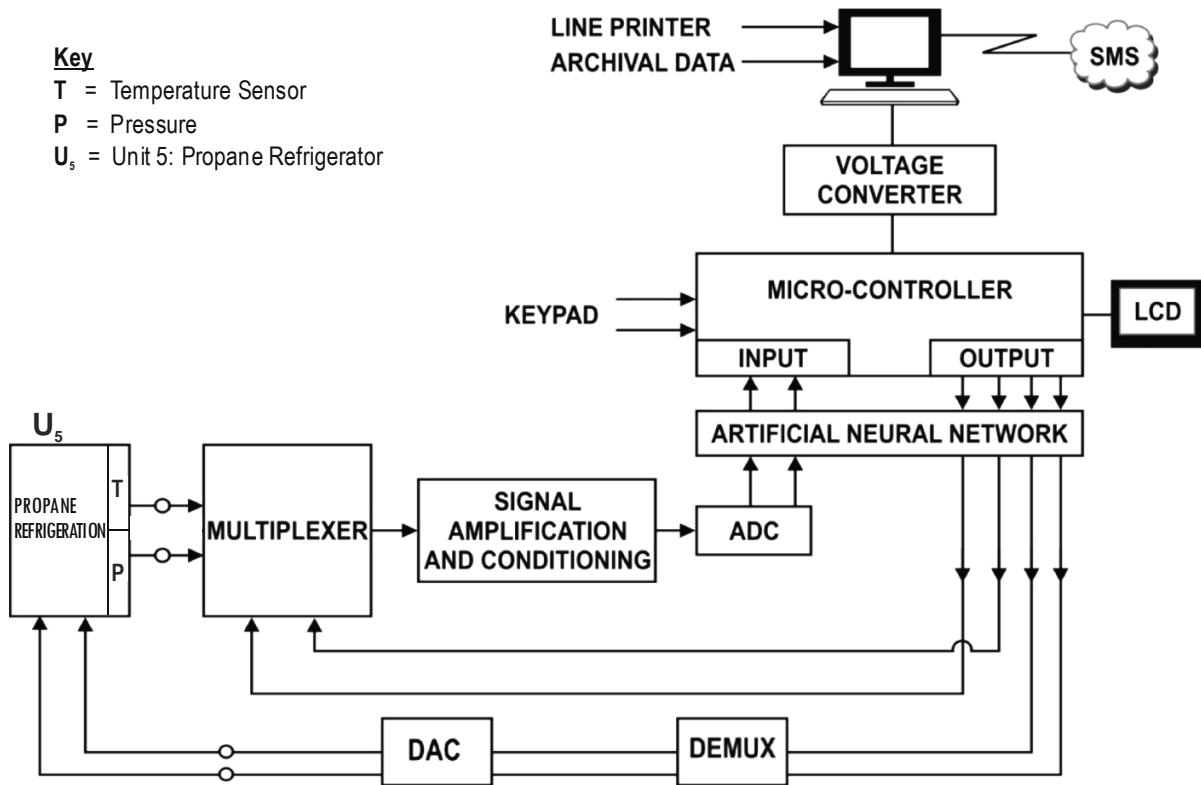 LINE PRINTER
ARCHIVAL DATA
SMS
Key
T = Temperature Sensor
P = Pressure
U₅ = Unit 5: Propane Refrigerator
VOLTAGE
CONVERTER
MICRO-CONTROLLER
KEYPAD
LCD
INPUT
OUTPUT
ARTIFICIAL NEURAL NETWORK
U₅
PROPANE
REFRIGERATION
T
P
MULTIPLEXER
SIGNAL
AMPLIFICATION
AND CONDITIONING
ADC
DAC
DEMUX